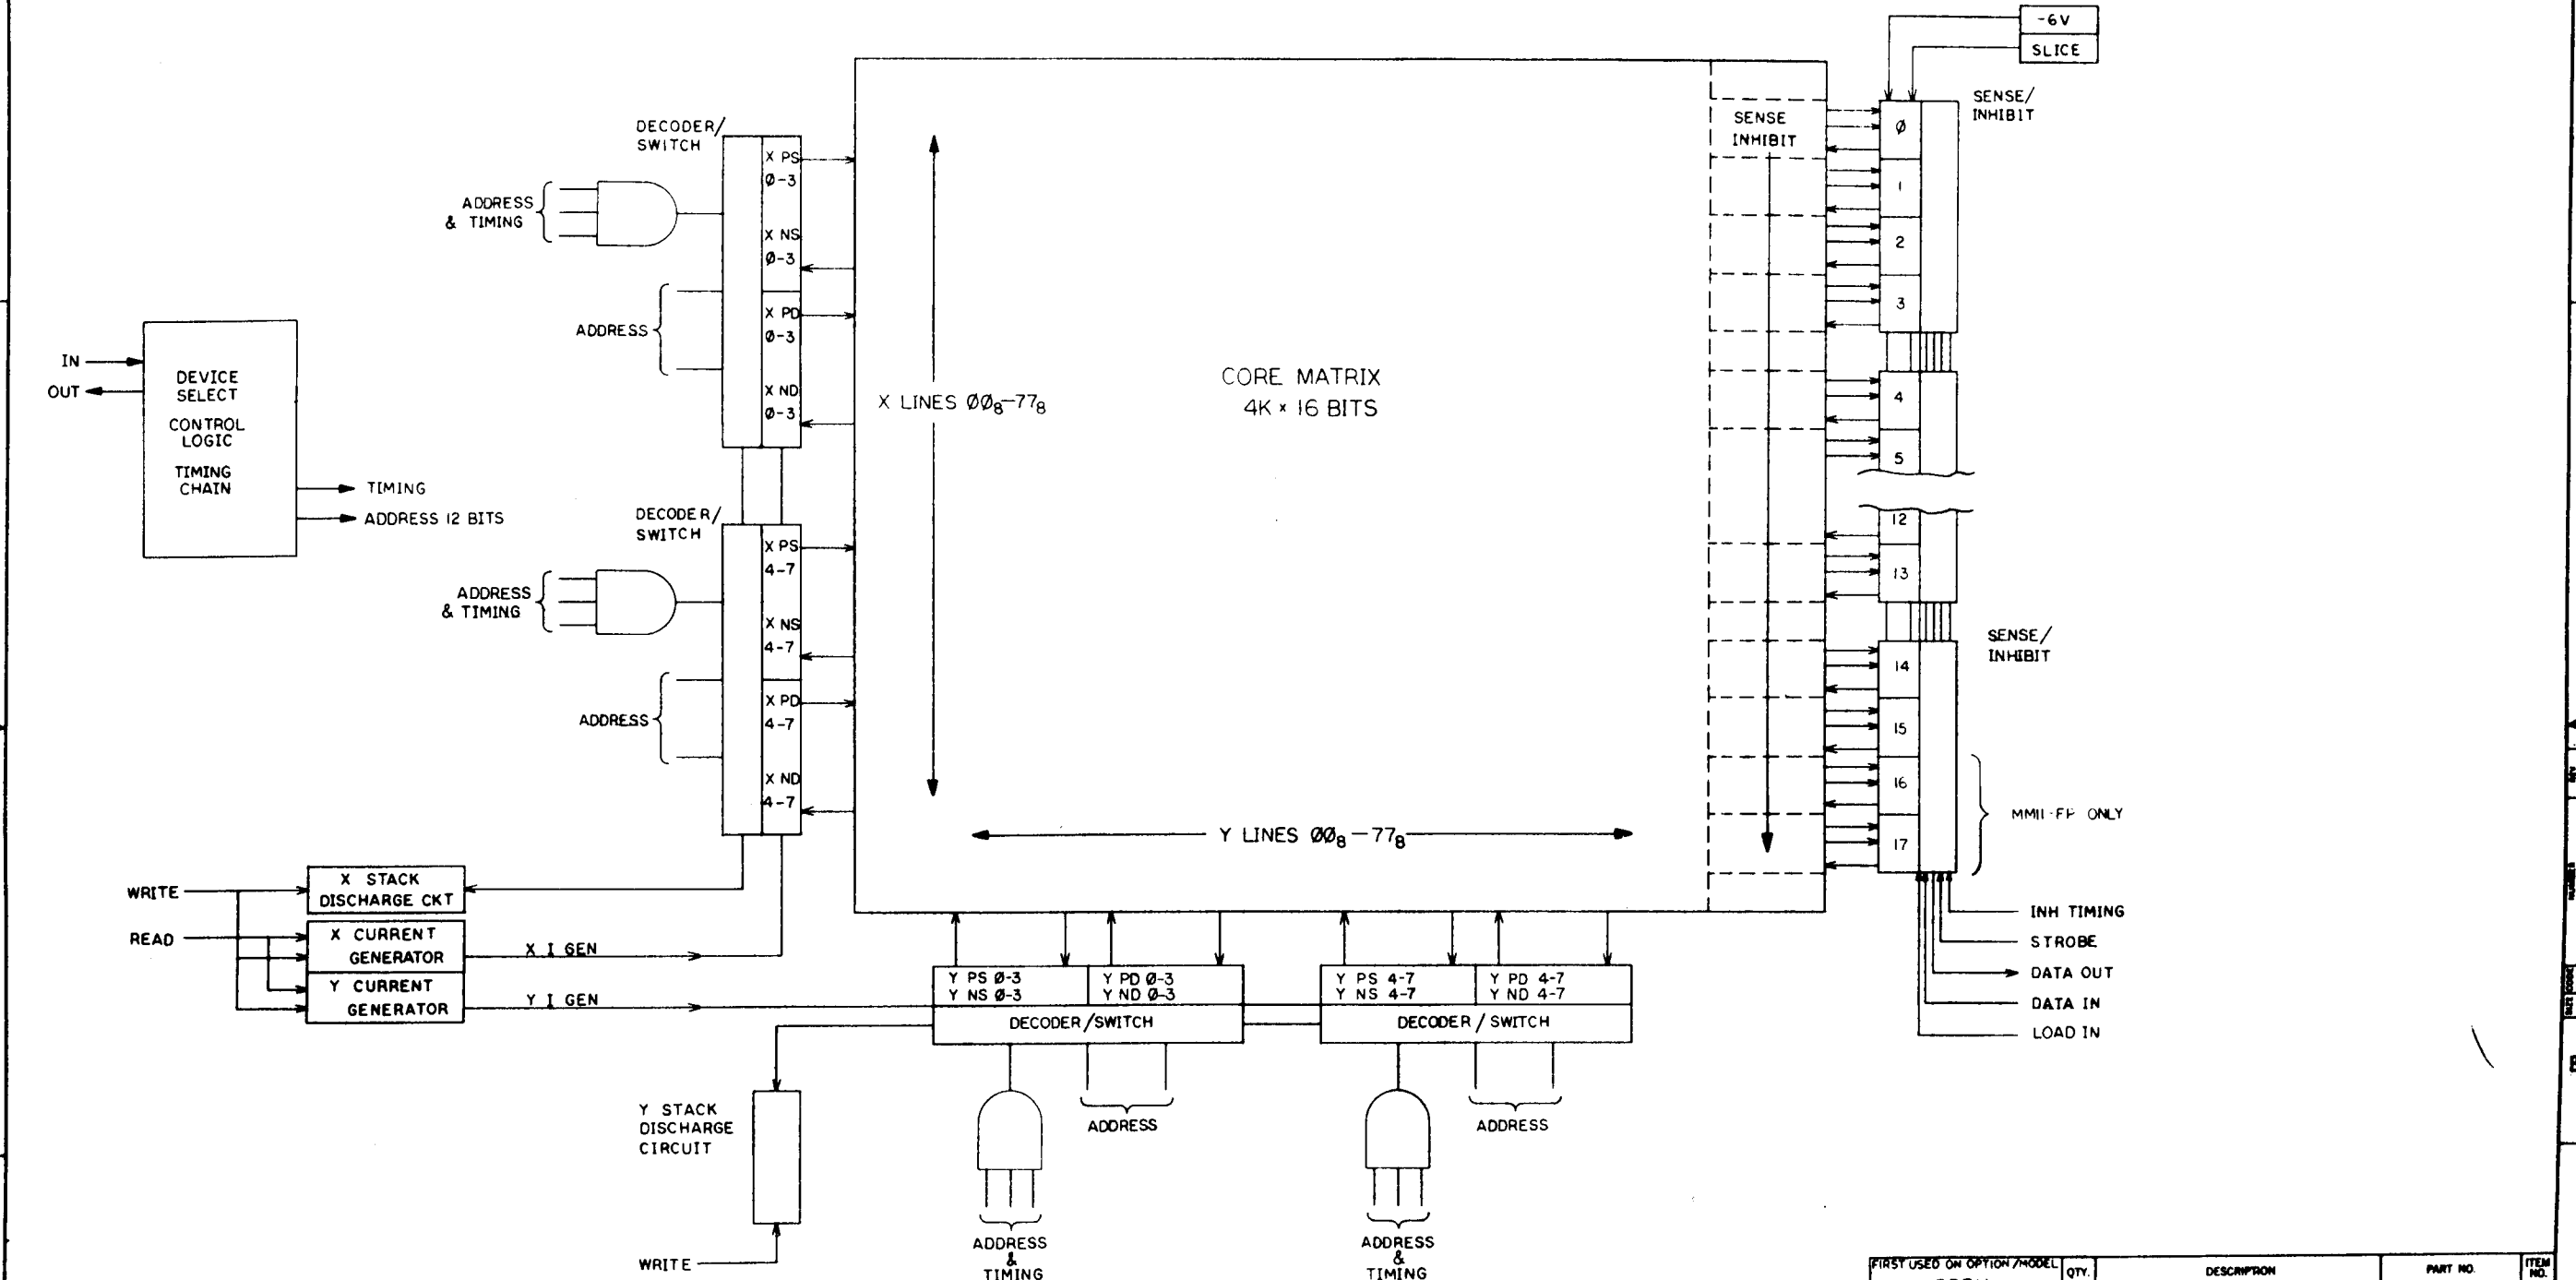 -6V
SLICE
SENSE/
INHIBIT
DECODER/
SWITCH
X PS
Ø-3
X NS
Ø-3
X PD
Ø-3
X ND
Ø-3
ADDRESS
& TIMING
ADDRESS
IN
OUT
DEVICE
SELECT
CONTROL
LOGIC
TIMING
CHAIN
TIMING
ADDRESS 12 BITS
DECODER/
SWITCH
X PS
4-7
X NS
4-7
X PD
4-7
X ND
4-7
ADDRESS
& TIMING
ADDRESS
X LINES ØØ8-778
CORE MATRIX
4K × 16 BITS
Y LINES ØØ8-778
SENSE
INHIBIT
Ø
1
2
3
4
5
12
13
14
15
16
17
SENSE/
INHIBIT
ONLY
INH TIMING
STROBE
DATA OUT
DATA IN
LOAD IN
WRITE
READ
X STACK
DISCHARGE CKT
X CURRENT
GENERATOR
Y CURRENT
GENERATOR
X I GEN
Y I GEN
Y PS Ø-3
Y NS Ø-3
Y PD Ø-3
Y ND Ø-3
DECODER/SWITCH
Y PS 4-7
Y NS 4-7
Y PD 4-7
Y ND 4-7
DECODER/SWITCH
Y STACK
DISCHARGE
CIRCUIT
WRITE
ADDRESS
ADDRESS
ADDRESS
&
TIMING
ADDRESS
&
TIMING
FIRST USED ON OPTION/MODEL
QTY.
DESCRIPTION
PART NO.
ITEM
NO.